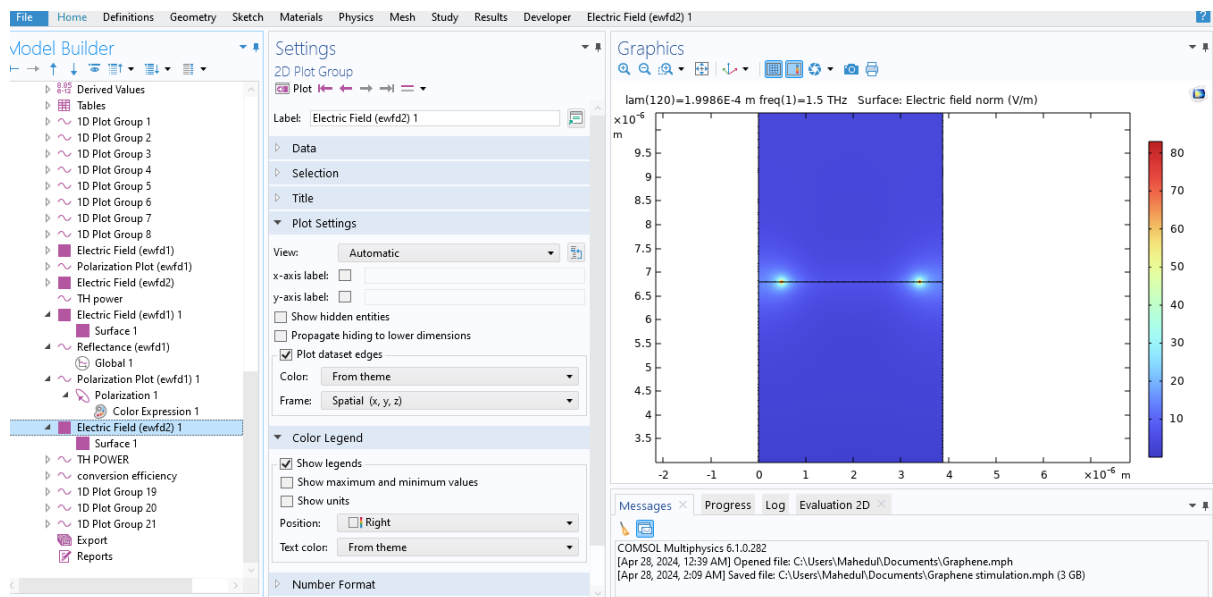 File Home Definitions Geometry Sketch Materials Physics Mesh Study Results Developer Electric Field (ewfd2) 1 ?
Model Builder
8.85
e-12 Derived Values
Tables
1D Plot Group 1
1D Plot Group 2
1D Plot Group 3
1D Plot Group 4
1D Plot Group 5
1D Plot Group 6
1D Plot Group 7
1D Plot Group 8
Electric Field (ewfd1)
Polarization Plot (ewfd1)
Electric Field (ewfd2)
TH power
Electric Field (ewfd1) 1
Surface 1
Reflectance (ewfd1)
Global 1
Polarization Plot (ewfd1) 1
Polarization 1
Color Expression 1
Electric Field (ewfd2) 1
Surface 1
TH POWER
conversion efficiency
1D Plot Group 19
1D Plot Group 20
1D Plot Group 21
Export
Reports
Settings
2D Plot Group
Plot
Label: Electric Field (ewfd2) 1
Data
Selection
Title
Plot Settings
View: Automatic
x-axis label:
y-axis label:
Show hidden entities
Propagate hiding to lower dimensions
Plot dataset edges
Color: From theme
Frame: Spatial (x, y, z)
Color Legend
Show legends
Show maximum and minimum values
Show units
Position: Right
Text color: From theme
Number Format
Graphics
lam(120)=1.9986E-4 m freq(1)=1.5 THz Surface: Electric field norm (V/m)
×10-6
m
9.5
9
8.5
8
7.5
7
6.5
6
5.5
5
4.5
4
3.5
-2 -1 0 1 2 3 4 5 6 ×10-6 m
80
70
60
50
40
30
20
10
Messages Progress Log Evaluation 2D
COMSOL Multiphysics 6.1.0.282
[Apr 28, 2024, 12:39 AM] Opened file: C:\Users\Mahedul\Documents\Graphene.mph
[Apr 28, 2024, 2:09 AM] Saved file: C:\Users\Mahedul\Documents\Graphene stimulation.mph (3 GB)